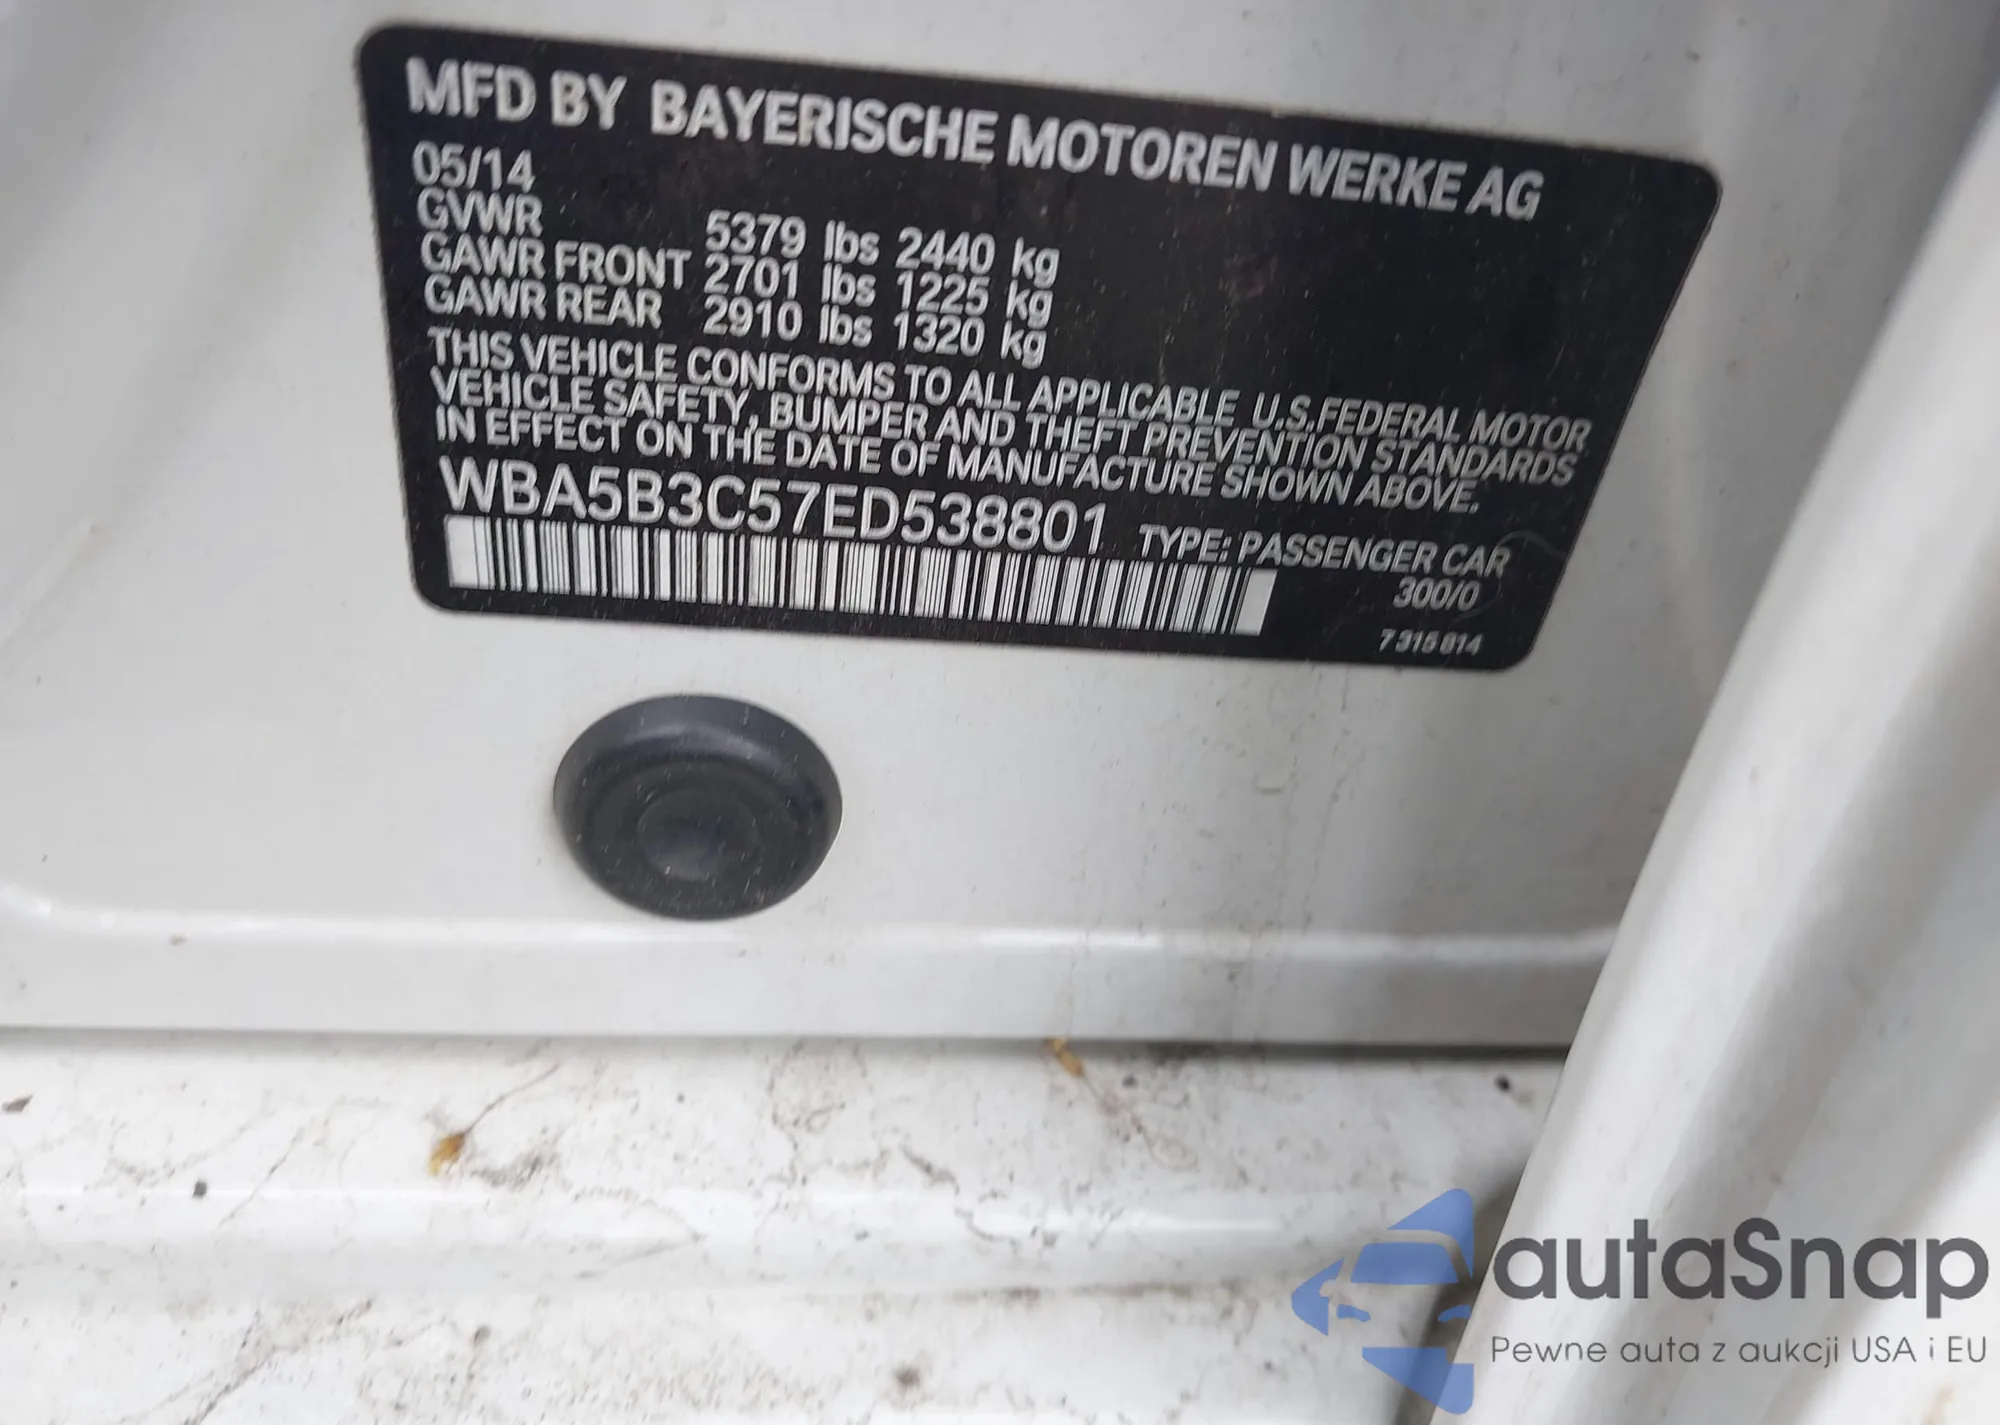 MFD BY BAYERISCHE MOTOREN WERKE AG
05/14
GVWR 5379 lbs 2440 kg
GAWR FRONT 2701 lbs 1225 kg
GAWR REAR 2910 lbs 1320 kg
THIS VEHICLE CONFORMS TO ALL APPLICABLE U.S.FEDERAL MOTOR
VEHICLE SAFETY, BUMPER AND THEFT PREVENTION STANDARDS
IN EFFECT ON THE DATE OF MANUFACTURE SHOWN ABOVE.
WBA5B3C57ED538801 TYPE: PASSENGER CAR
300/0
7 315 814
autaSnap
Pewne auta z aukcji USA i EU